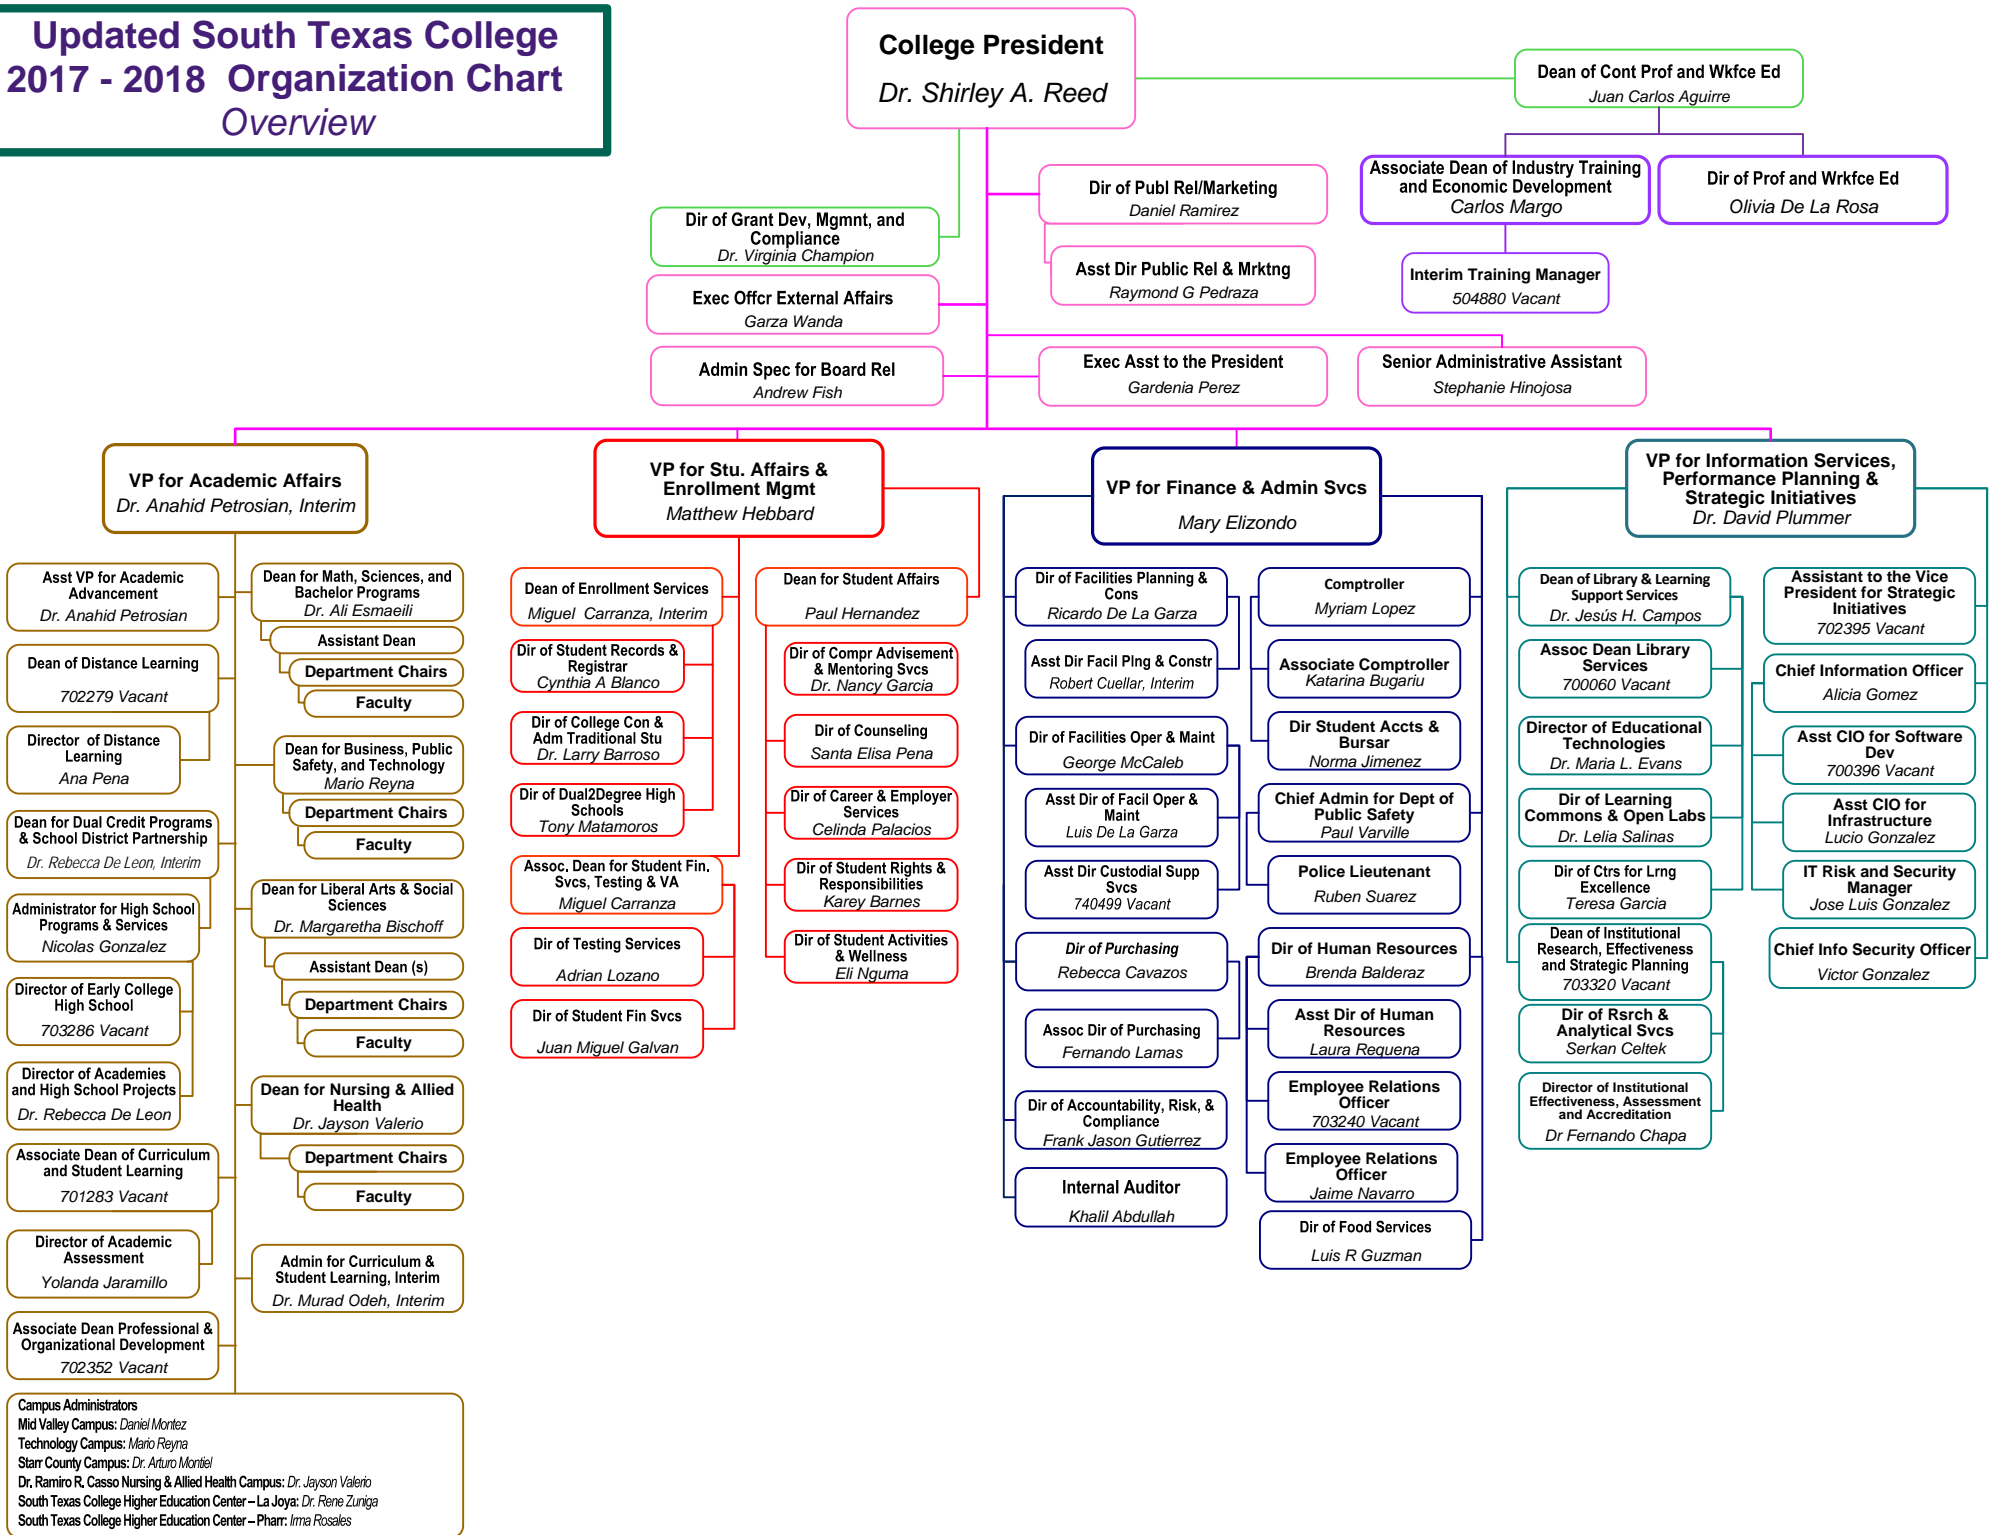 Updated South Texas College
2017 - 2018 Organization Chart
Overview
College President
Dr. Shirley A. Reed
Dean of Cont Prof and Wkfce Ed
Juan Carlos Aguirre
Associate Dean of Industry Training
and Economic Development
Carlos Margo
Dir of Prof and Wrkfce Ed
Olivia De La Rosa
Interim Training Manager
504880 Vacant
Dir of Publ Rel/Marketing
Daniel Ramirez
Asst Dir Public Rel & Mrktng
Raymond G Pedraza
Dir of Grant Dev, Mgmnt, and
Compliance
Dr. Virginia Champion
Exec Offcr External Affairs
Garza Wanda
Admin Spec for Board Rel
Andrew Fish
Exec Asst to the President
Gardenia Perez
Senior Administrative Assistant
Stephanie Hinojosa
VP for Academic Affairs
Dr. Anahid Petrosian, Interim
Asst VP for Academic
Advancement
Dr. Anahid Petrosian
Dean of Distance Learning
702279 Vacant
Director of Distance
Learning
Ana Pena
Dean for Dual Credit Programs
& School District Partnership
Dr. Rebecca De Leon, Interim
Administrator for High School
Programs & Services
Nicolas Gonzalez
Director of Early College
High School
703286 Vacant
Director of Academies
and High School Projects
Dr. Rebecca De Leon
Associate Dean of Curriculum
and Student Learning
701283 Vacant
Director of Academic
Assessment
Yolanda Jaramillo
Associate Dean Professional &
Organizational Development
702352 Vacant
Dean for Math, Sciences, and
Bachelor Programs
Dr. Ali Esmaeili
Assistant Dean
Department Chairs
Faculty
Dean for Business, Public
Safety, and Technology
Mario Reyna
Department Chairs
Faculty
Dean for Liberal Arts & Social
Sciences
Dr. Margaretha Bischoff
Assistant Dean (s)
Department Chairs
Faculty
Dean for Nursing & Allied
Health
Dr. Jayson Valerio
Department Chairs
Faculty
Admin for Curriculum &
Student Learning, Interim
Dr. Murad Odeh, Interim
Campus Administrators
Mid Valley Campus: Daniel Montez
Technology Campus: Mario Reyna
Starr County Campus: Dr. Arturo Montiel
Dr. Ramiro R. Casso Nursing & Allied Health Campus: Dr. Jayson Valerio
South Texas College Higher Education Center – La Joya: Dr. Rene Zuniga
South Texas College Higher Education Center – Pharr: Irma Rosales
VP for Stu. Affairs &
Enrollment Mgmt
Matthew Hebbard
Dean of Enrollment Services
Miguel Carranza, Interim
Dir of Student Records &
Registrar
Cynthia A Blanco
Dir of College Con &
Adm Traditional Stu
Dr. Larry Barroso
Dir of Dual2Degree High
Schools
Tony Matamoros
Assoc. Dean for Student Fin.
Svcs, Testing & VA
Miguel Carranza
Dir of Testing Services
Adrian Lozano
Dir of Student Fin Svcs
Juan Miguel Galvan
Dean for Student Affairs
Paul Hernandez
Dir of Compr Advisement
& Mentoring Svcs
Dr. Nancy Garcia
Dir of Counseling
Santa Elisa Pena
Dir of Career & Employer
Services
Celinda Palacios
Dir of Student Rights &
Responsibilities
Karey Barnes
Dir of Student Activities
& Wellness
Eli Nguma
VP for Finance & Admin Svcs
Mary Elizondo
Dir of Facilities Planning &
Cons
Ricardo De La Garza
Asst Dir Facil Plng & Constr
Robert Cuellar, Interim
Dir of Facilities Oper & Maint
George McCaleb
Asst Dir of Facil Oper &
Maint
Luis De La Garza
Asst Dir Custodial Supp
Svcs
740499 Vacant
Dir of Purchasing
Rebecca Cavazos
Assoc Dir of Purchasing
Fernando Lamas
Dir of Accountability, Risk, &
Compliance
Frank Jason Gutierrez
Internal Auditor
Khalil Abdullah
Comptroller
Myriam Lopez
Associate Comptroller
Katarina Bugariu
Dir Student Accts &
Bursar
Norma Jimenez
Chief Admin for Dept of
Public Safety
Paul Varville
Police Lieutenant
Ruben Suarez
Dir of Human Resources
Brenda Balderaz
Asst Dir of Human
Resources
Laura Requena
Employee Relations
Officer
703240 Vacant
Employee Relations
Officer
Jaime Navarro
Dir of Food Services
Luis R Guzman
VP for Information Services,
Performance Planning &
Strategic Initiatives
Dr. David Plummer
Dean of Library & Learning
Support Services
Dr. Jesús H. Campos
Assoc Dean Library
Services
700060 Vacant
Director of Educational
Technologies
Dr. Maria L. Evans
Dir of Learning
Commons & Open Labs
Dr. Lelia Salinas
Dir of Ctrs for Lrng
Excellence
Teresa Garcia
Dean of Institutional
Research, Effectiveness
and Strategic Planning
703320 Vacant
Dir of Rsrch &
Analytical Svcs
Serkan Celtek
Director of Institutional
Effectiveness, Assessment
and Accreditation
Dr Fernando Chapa
Assistant to the Vice
President for Strategic
Initiatives
702395 Vacant
Chief Information Officer
Alicia Gomez
Asst CIO for Software
Dev
700396 Vacant
Asst CIO for
Infrastructure
Lucio Gonzalez
IT Risk and Security
Manager
Jose Luis Gonzalez
Chief Info Security Officer
Victor Gonzalez